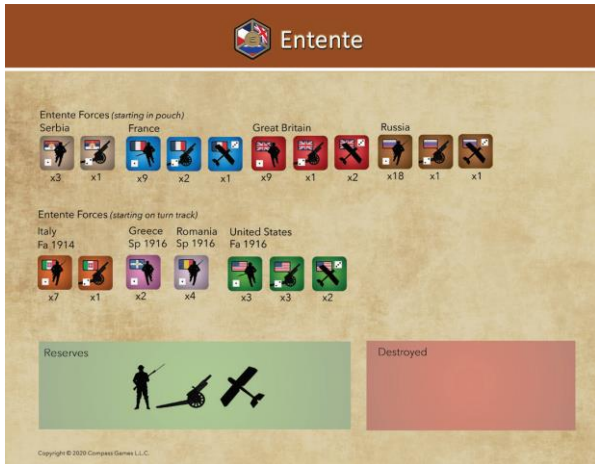 Entente
Entente Forces (starting in pouch)
Serbia France Great Britain Russia
x3 x1 x9 x2 x1 x9 x1 x2 x18 x1 x1
Entente Forces (starting on turn track)
Italy Greece Romania United States
Fa 1914 Sp 1916 Sp 1916 Fa 1916
x7 x1 x2 x4 x3 x3 x2
Reserves Destroyed
Copyright © 2020 Compass Games L.L.C.